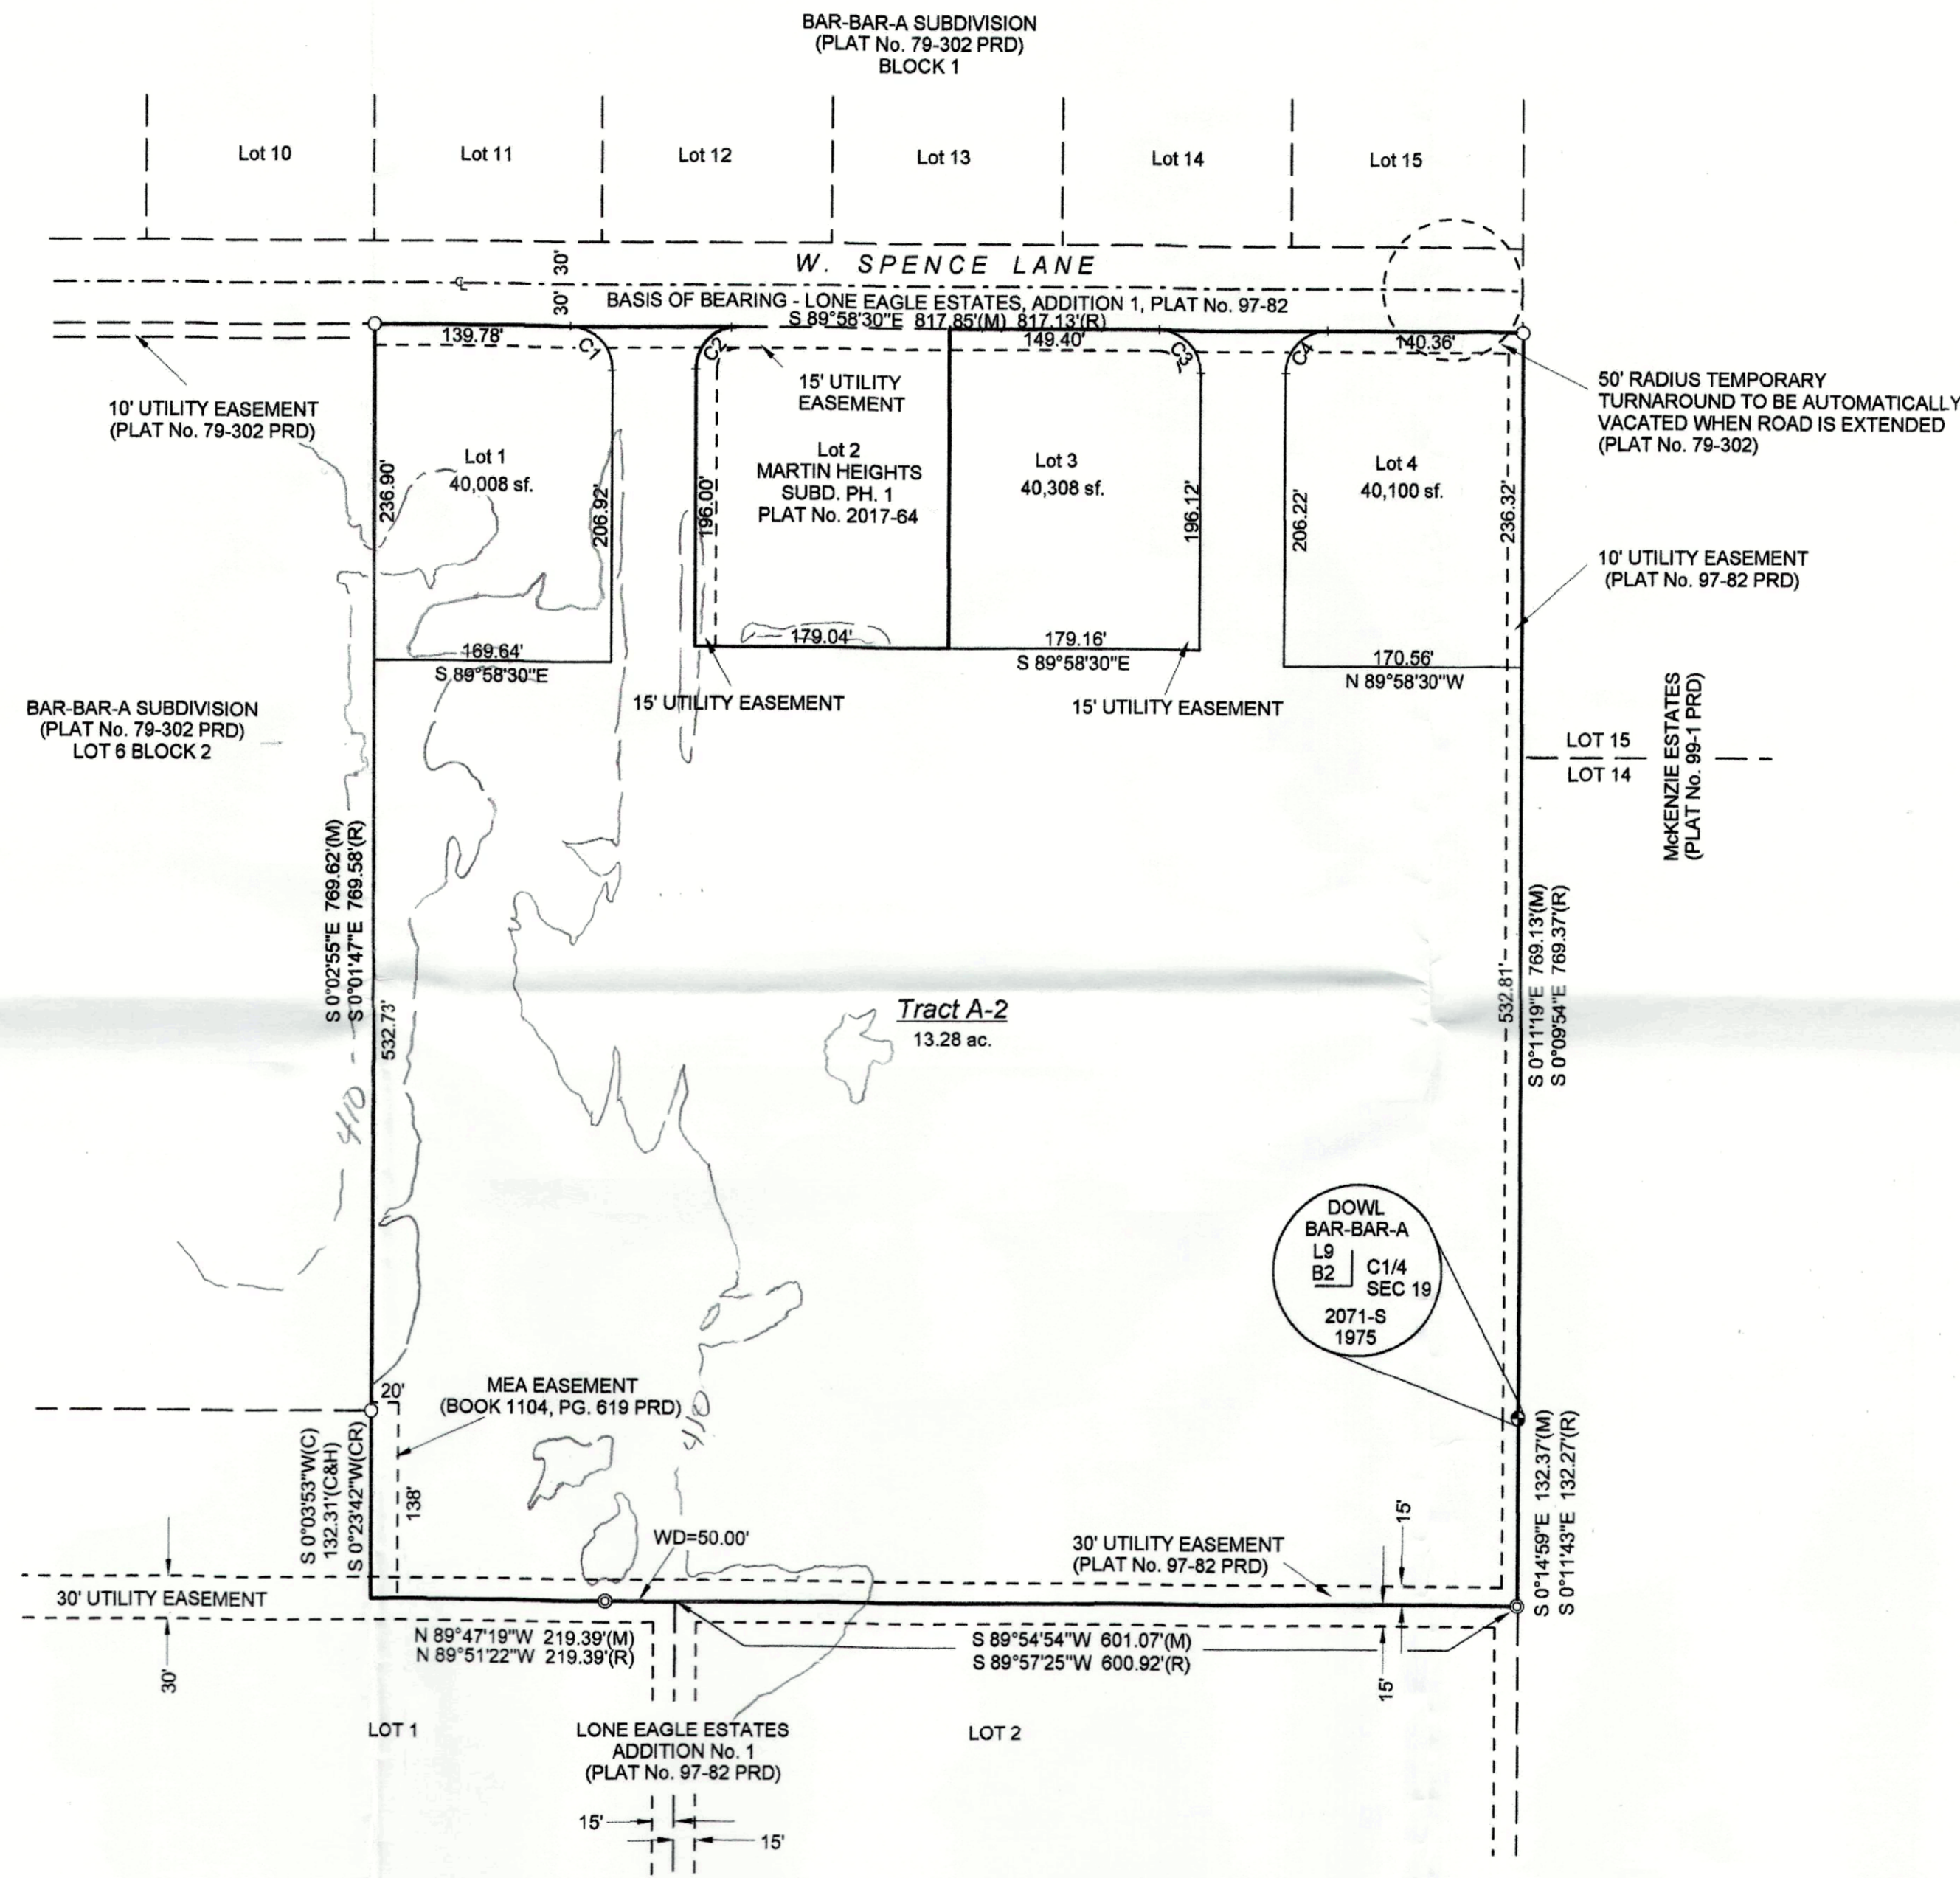 BAR-BAR-A SUBDIVISION
(PLAT No. 79-302 PRD)
BLOCK 1
Lot 10
Lot 11
Lot 12
Lot 13
Lot 14
Lot 15
30'
30'
W. SPENCE LANE
BASIS OF BEARING - LONE EAGLE ESTATES, ADDITION 1, PLAT No. 97-82
S 89°58'30"E 817.85'(M) 817.13'(R)
139.78'
C1
C2
149.40'
C3
C4
140.36'
10' UTILITY EASEMENT
(PLAT No. 79-302 PRD)
15' UTILITY
EASEMENT
50' RADIUS TEMPORARY
TURNAROUND TO BE AUTOMATICALLY
VACATED WHEN ROAD IS EXTENDED
(PLAT No. 79-302)
236.90'
Lot 1
40,008 sf.
206.92'
196.00'
Lot 2
MARTIN HEIGHTS
SUBD. PH. 1
PLAT No. 2017-64
Lot 3
40,308 sf.
196.12'
206.22'
Lot 4
40,100 sf.
236.32'
10' UTILITY EASEMENT
(PLAT No. 97-82 PRD)
169.64'
S 89°58'30"E
179.04'
179.16'
S 89°58'30"E
170.56'
N 89°58'30"W
15' UTILITY EASEMENT
15' UTILITY EASEMENT
BAR-BAR-A SUBDIVISION
(PLAT No. 79-302 PRD)
LOT 6 BLOCK 2
LOT 15
LOT 14
McKENZIE ESTATES
(PLAT No. 99-1 PRD)
S 0°02'55"E 769.62'(M)
S 0°01'47"E 769.58'(R)
532.73'
Tract A-2
13.28 ac.
532.81'
S 0°11'19"E 769.13'(M)
S 0°09'54"E 769.37'(R)
410
DOWL
BAR-BAR-A
L9
B2
C1/4
SEC 19
2071-S
1975
20'
MEA EASEMENT
(BOOK 1104, PG. 619 PRD)
410
S 0°03'53"W(C)
132.31'(C&H)
S 0°23'42"W(CR)
138'
WD=50.00'
30' UTILITY EASEMENT
(PLAT No. 97-82 PRD)
15'
S 0°14'59"E 132.37'(M)
S 0°11'43"E 132.27'(R)
30' UTILITY EASEMENT
30'
N 89°47'19"W 219.39'(M)
N 89°51'22"W 219.39'(R)
S 89°54'54"W 601.07'(M)
S 89°57'25"W 600.92'(R)
15'
LOT 1
LONE EAGLE ESTATES
ADDITION No. 1
(PLAT No. 97-82 PRD)
LOT 2
15'
15'